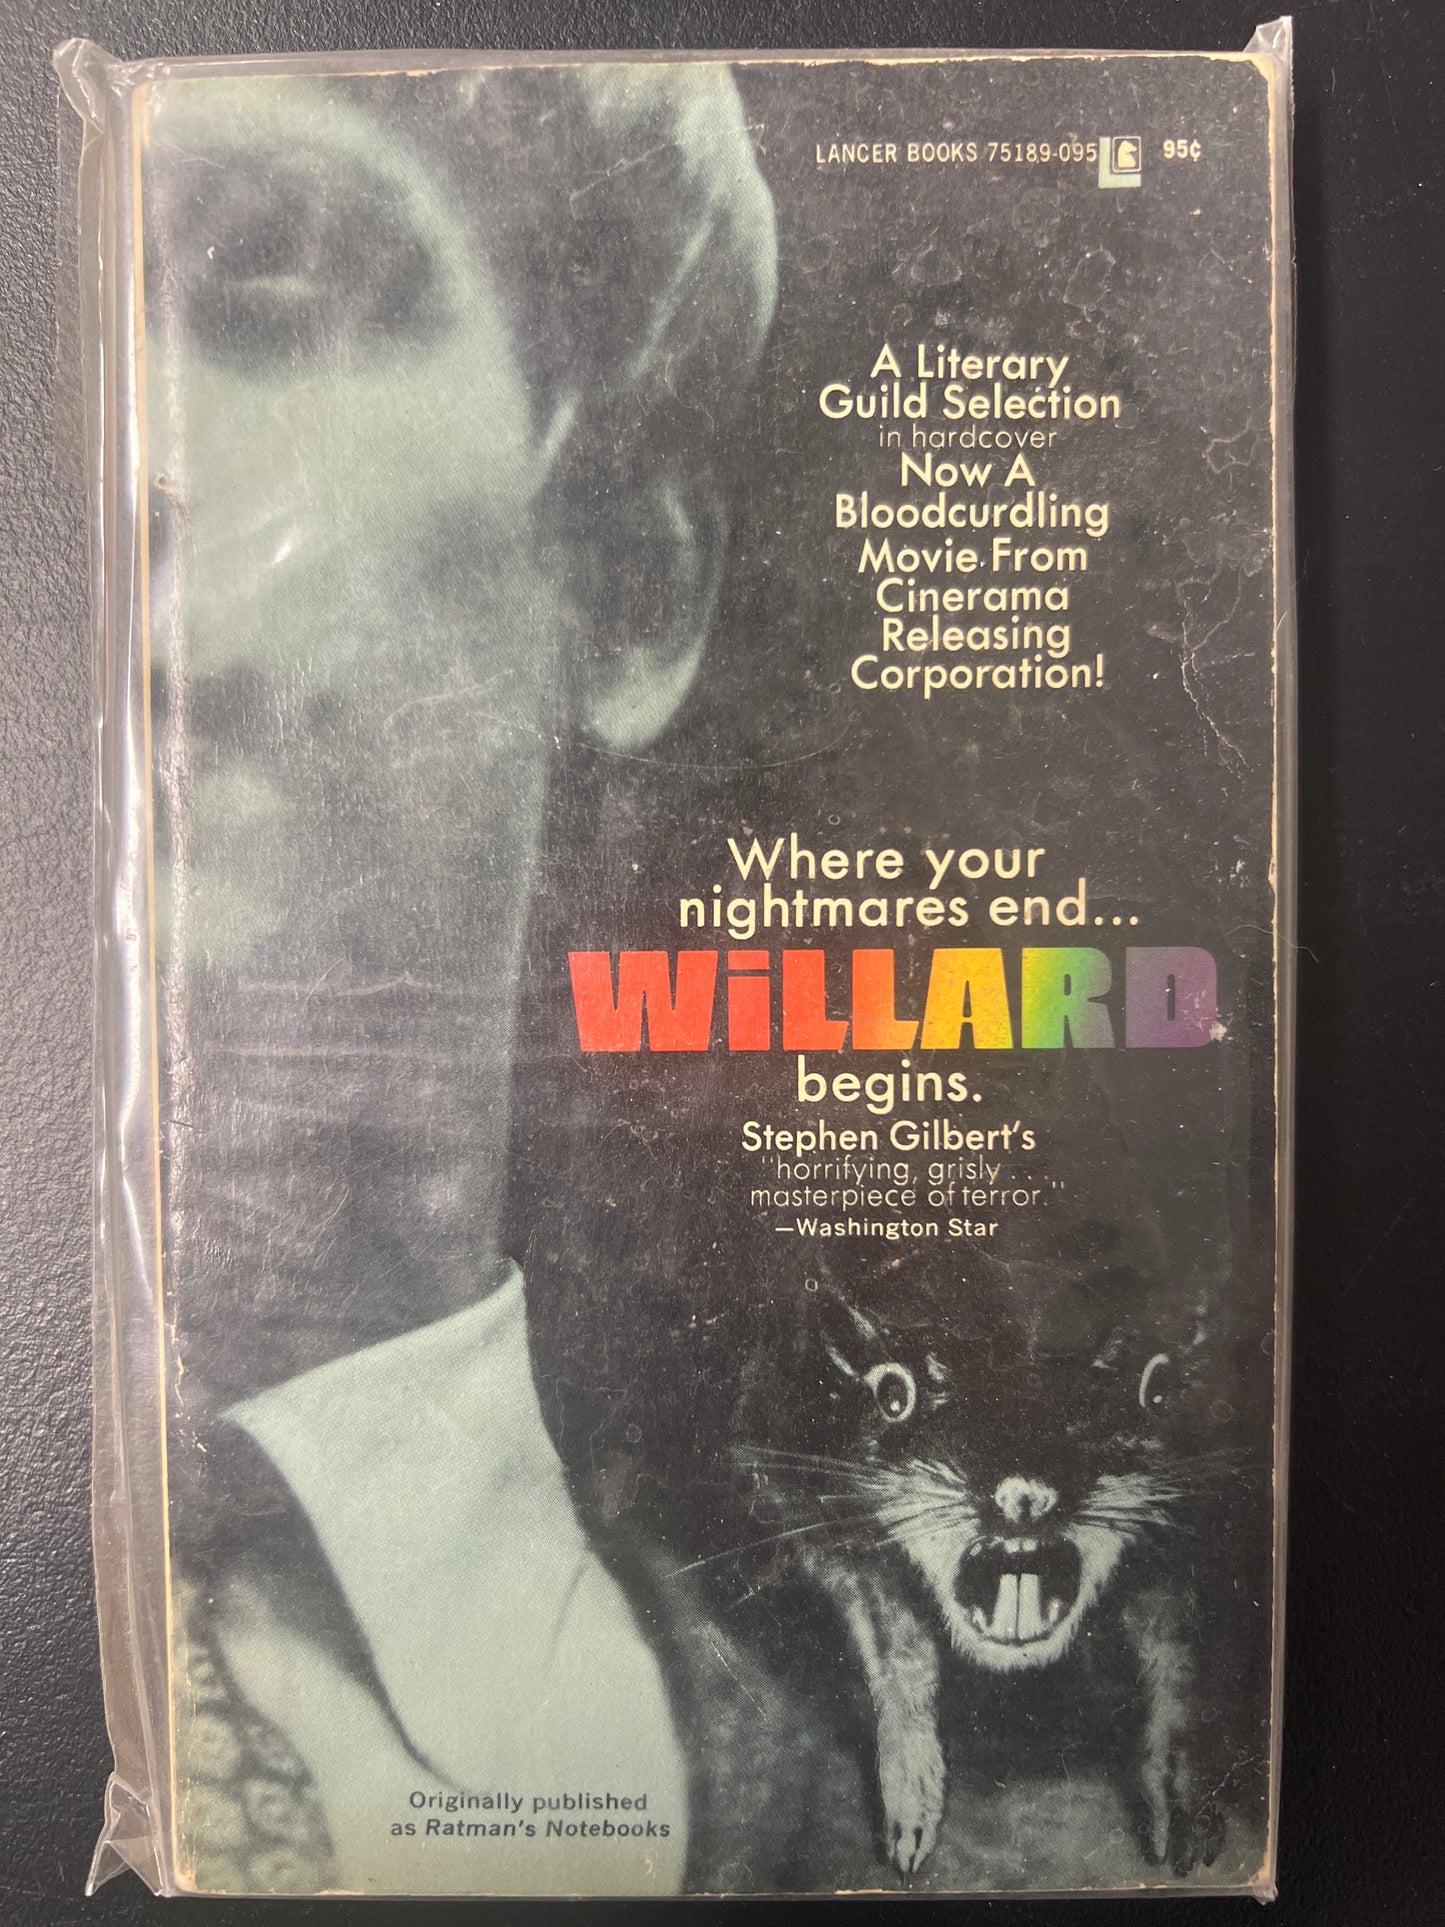 LANCER BOOKS 75189-095 L 95¢
A Literary
Guild Selection
in hardcover
Now A
Bloodcurdling
Movie From
Cinerama
Releasing
Corporation!
Where your
nightmares end...
WiLLARD
begins.
Stephen Gilbert's
"horrifying, grisly . . .
masterpiece of terror."
—Washington Star
Originally published
as Ratman's Notebooks